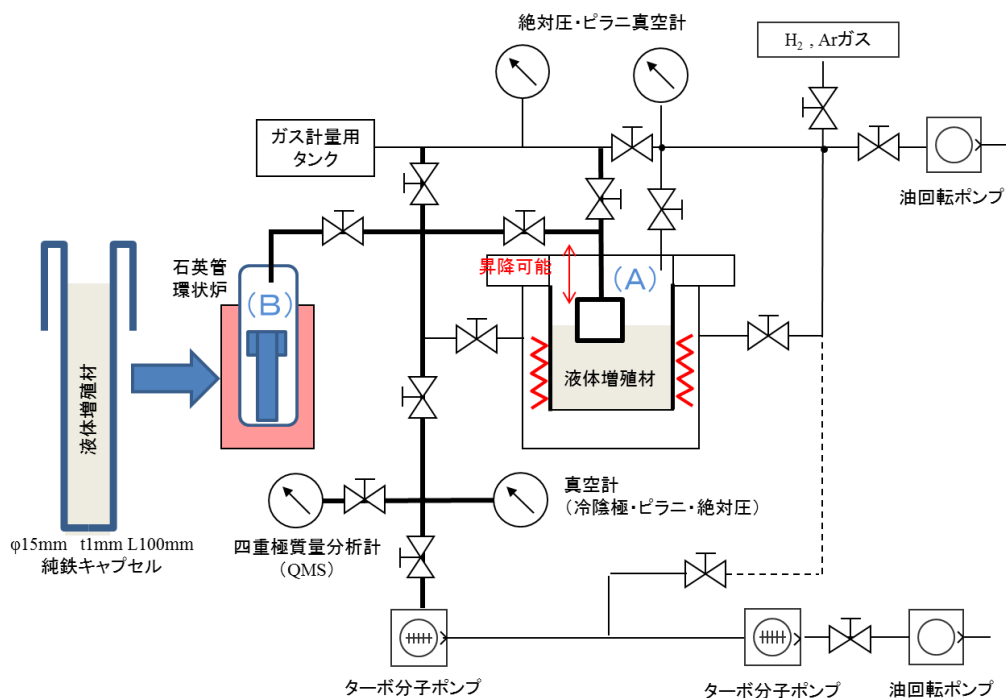 絶対圧・ピラニ真空計
H₂ , Arガス
ガス計量用
タンク
油回転ポンプ
石英管
環状炉
昇降可能
(A)
(B)
液体増殖材
液体増殖材
φ15mm t1mm L100mm
純鉄キャプセル
四重極質量分析計
(QMS)
真空計
(冷陰極・ピラニ・絶対圧)
ターボ分子ポンプ
ターボ分子ポンプ
油回転ポンプ